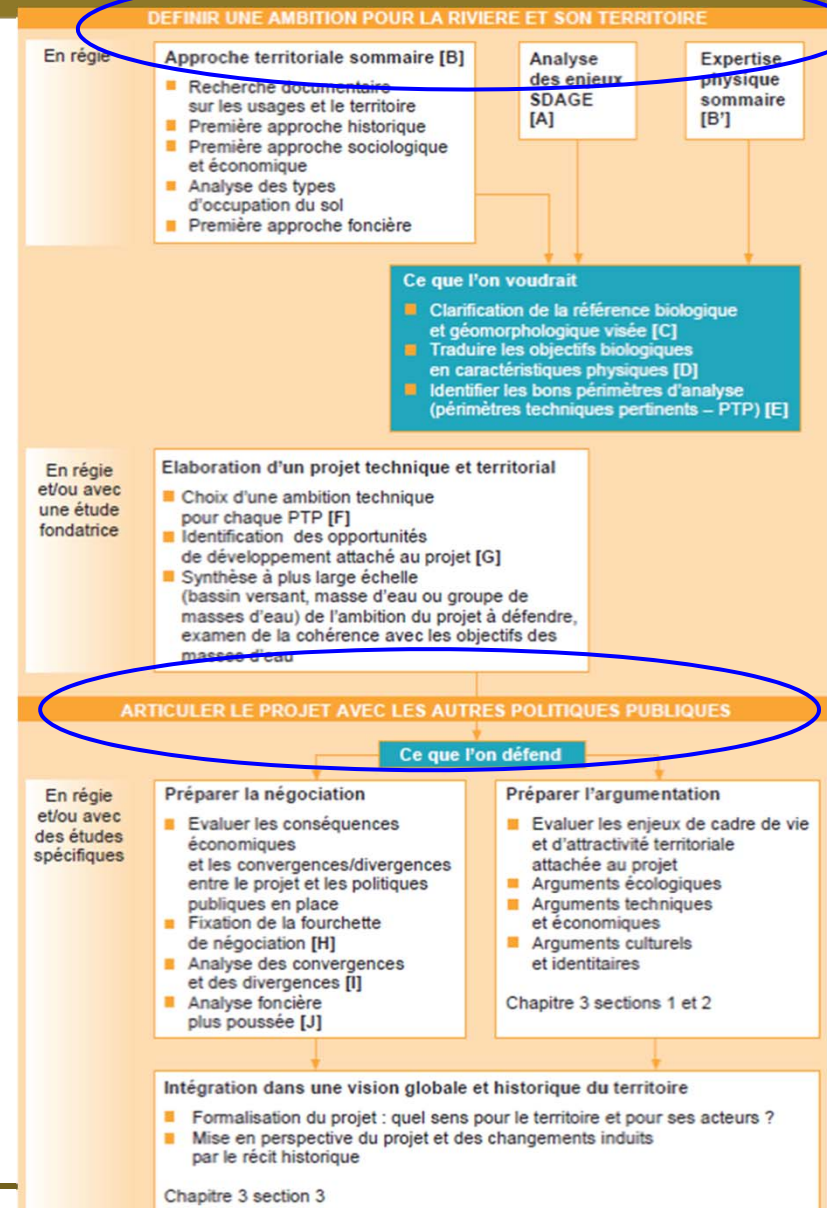 DEFINIR UNE AMBITION POUR LA RIVIERE ET SON TERRITOIRE
En régie
Approche territoriale sommaire [B]
■ Recherche documentaire
sur les usages et le territoire
■ Première approche historique
■ Première approche sociologique
et économique
■ Analyse des types
d'occupation du sol
■ Première approche foncière
Analyse
des enjeux
SDAGE
[A]
Expertise
physique
sommaire
[B']
Ce que l'on voudrait
■ Clarification de la référence biologique
et géomorphologique visée [C]
■ Traduire les objectifs biologiques
en caractéristiques physiques [D]
■ Identifier les bons périmètres d'analyse
(périmètres techniques pertinents – PTP) [E]
En régie
et/ou avec
une étude
fondatrice
Elaboration d'un projet technique et territorial
■ Choix d'une ambition technique
pour chaque PTP [F]
■ Identification des opportunités
de développement attaché au projet [G]
■ Synthèse à plus large échelle
(bassin versant, masse d'eau ou groupe de
masses d'eau) de l'ambition du projet à défendre,
examen de la cohérence avec les objectifs des
masses d'eau
ARTICULER LE PROJET AVEC LES AUTRES POLITIQUES PUBLIQUES
Ce que l'on défend
En régie
et/ou avec
des études
spécifiques
Préparer la négociation
■ Evaluer les conséquences
économiques
et les convergences/divergences
entre le projet et les politiques
publiques en place
■ Fixation de la fourchette
de négociation [H]
■ Analyse des convergences
et des divergences [I]
■ Analyse foncière
plus poussée [J]
Préparer l'argumentation
■ Evaluer les enjeux de cadre de vie
et d'attractivité territoriale
attachée au projet
■ Arguments écologiques
■ Arguments techniques
et économiques
■ Arguments culturels
et identitaires
Chapitre 3 sections 1 et 2
Intégration dans une vision globale et historique du territoire
■ Formalisation du projet : quel sens pour le territoire et pour ses acteurs ?
■ Mise en perspective du projet et des changements induits
par le récit historique
Chapitre 3 section 3